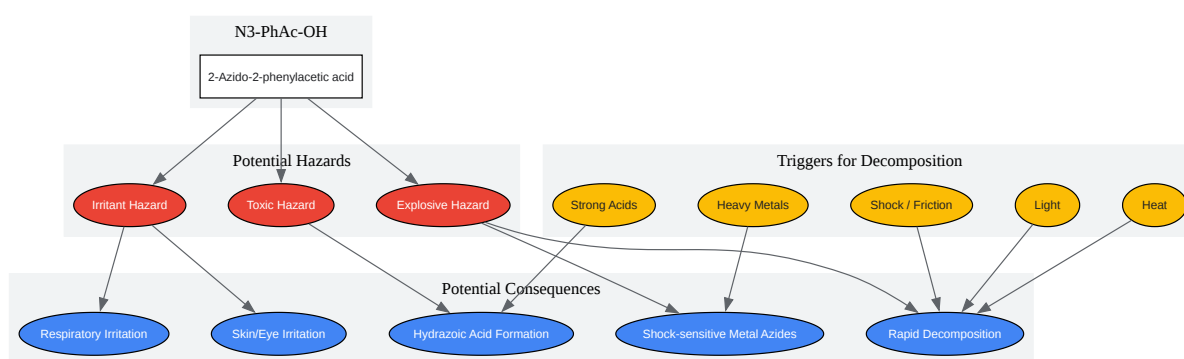 N3-PhAc-OH
2-Azido-2-phenylacetic acid
Potential Hazards
Triggers for Decomposition
Irritant Hazard
Toxic Hazard
Explosive Hazard
Strong Acids
Heavy Metals
Shock / Friction
Light
Heat
Potential Consequences
Respiratory Irritation
Skin/Eye Irritation
Hydrazoic Acid Formation
Shock-sensitive Metal Azides
Rapid Decomposition